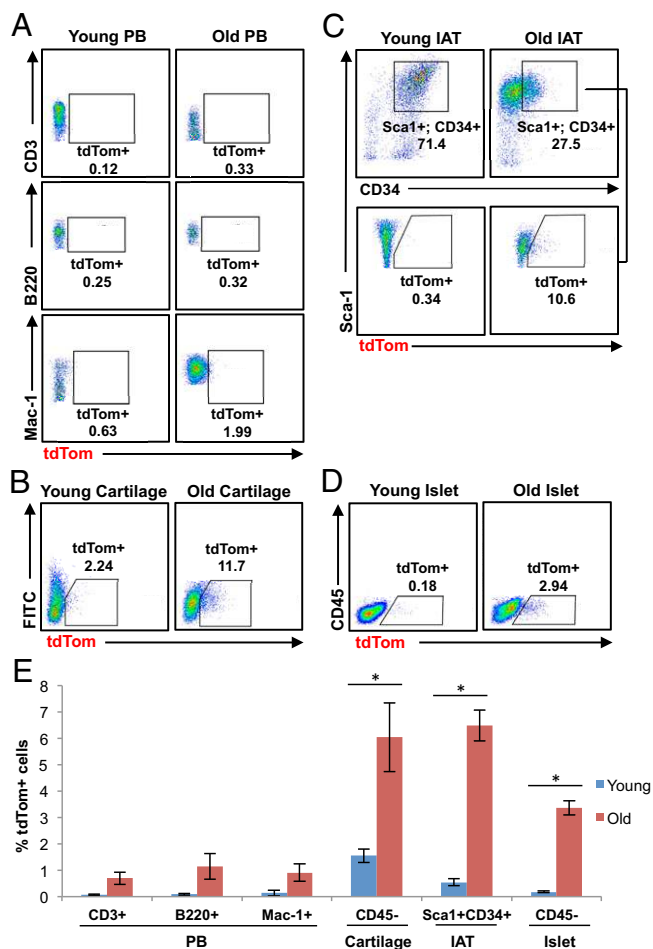 A
Young PB
Old PB
CD3
tdTom+
0.12
tdTom+
0.33
B220
tdTom+
0.25
tdTom+
0.32
Mac-1
tdTom+
0.63
tdTom+
1.99
tdTom
B
Young Cartilage
Old Cartilage
FITC
tdTom+
2.24
tdTom+
11.7
tdTom
C
Young IAT
Old IAT
Sca-1
Sca1+; CD34+
71.4
Sca1+; CD34+
27.5
CD34
tdTom+
0.34
tdTom+
10.6
tdTom
D
Young Islet
Old Islet
CD45
tdTom+
0.18
tdTom+
2.94
tdTom
E
% tdTom+ cells
8
7
6
5
4
3
2
1
0
*
*
*
Young
Old
CD3+
B220+
Mac-1+
CD45-
Sca1+CD34+
CD45-
PB
Cartilage
IAT
Islet